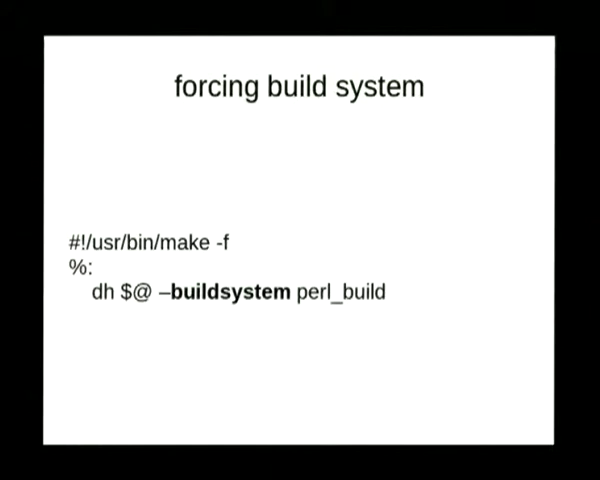 forcing build system
#!/usr/bin/make -f
%:
dh $@ –buildsystem perl_build